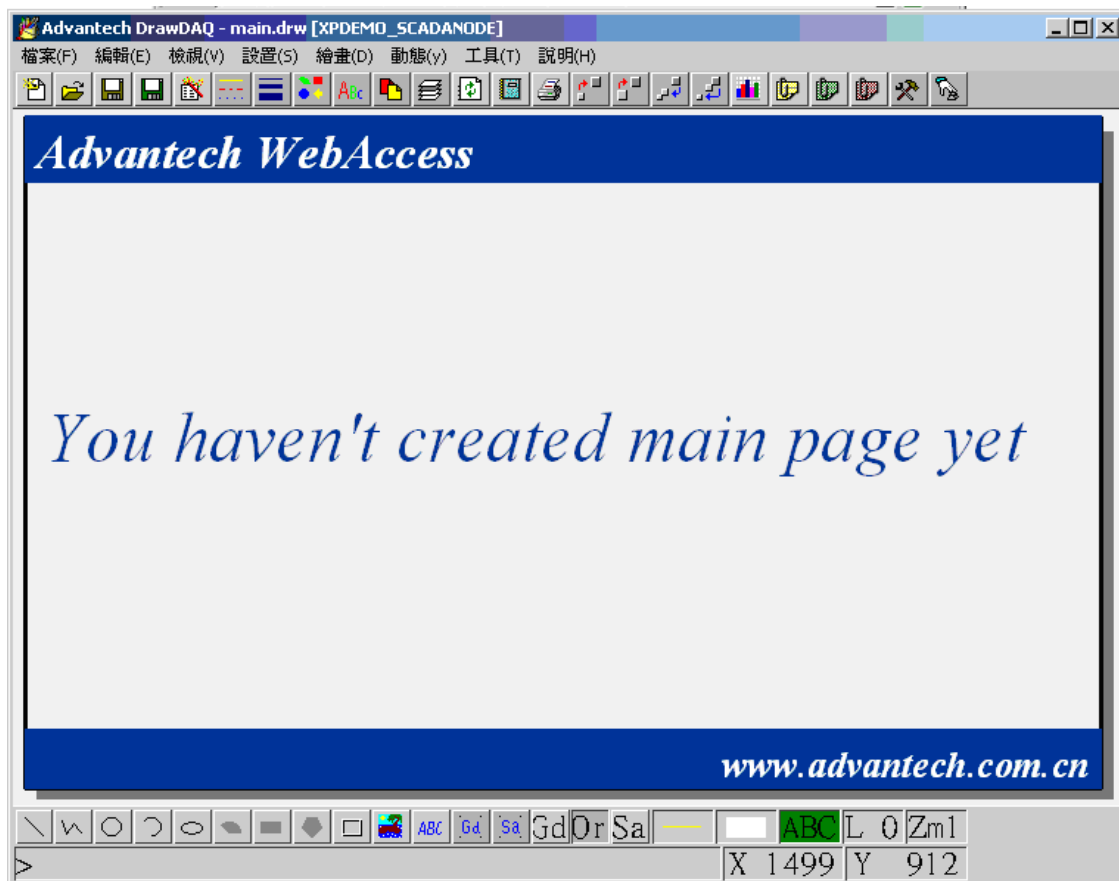 Advantech DrawDAQ - main.drw [XPDEMO_SCADANODE]
檔案(F) 編輯(E) 檢視(V) 設置(S) 繪畫(D) 動態(y) 工具(T) 說明(H)
ABC
Advantech WebAccess
You haven't created main page yet
www.advantech.com.cn
ABC Gd Sa Gd Or Sa ABC L 0 Zm1
> X 1499 Y 912